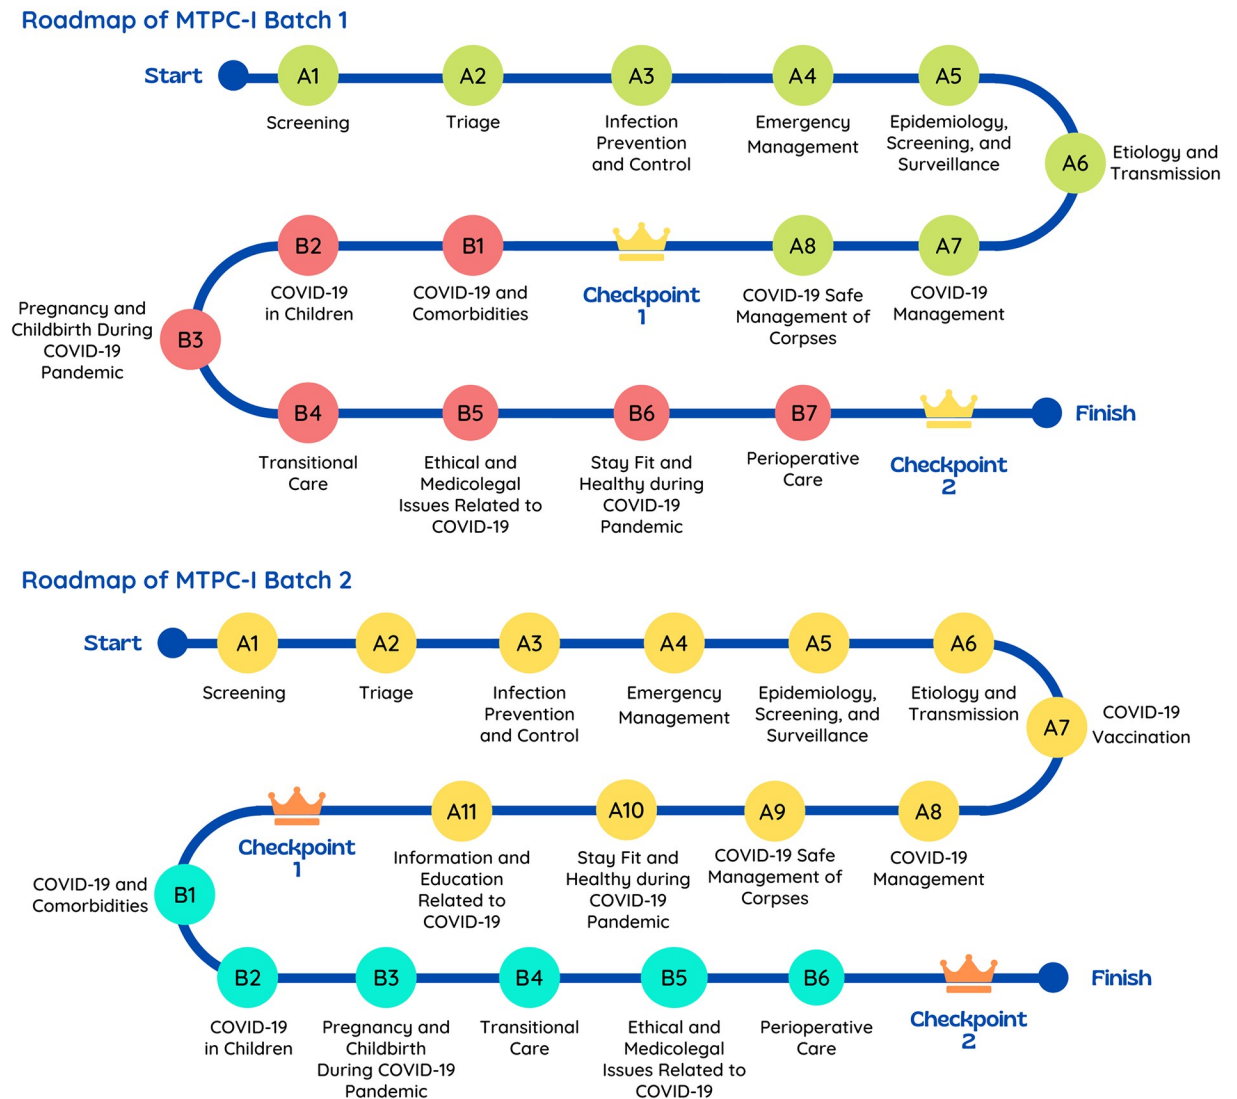 Roadmap of MTPC-I Batch 1
Start
A1
A2
A3
A4
A5
Screening
Triage
Infection
Prevention
and Control
Emergency
Management
Epidemiology,
Screening, and
Surveillance
A6
Etiology and
Transmission
A7
COVID-19
Management
A8
COVID-19 Safe
Management of
Corpses
Checkpoint
1
B1
COVID-19 and
Comorbidities
B2
COVID-19
in Children
B3
Pregnancy and
Childbirth During
COVID-19
Pandemic
B4
Transitional
Care
B5
Ethical and
Medicolegal
Issues Related to
COVID-19
B6
Stay Fit and
Healthy during
COVID-19
Pandemic
B7
Perioperative
Care
Checkpoint
2
Finish
Roadmap of MTPC-I Batch 2
Start
A1
Screening
A2
Triage
A3
Infection
Prevention
and Control
A4
Emergency
Management
A5
Epidemiology,
Screening, and
Surveillance
A6
Etiology and
Transmission
A7
COVID-19
Vaccination
A8
COVID-19
Management
A9
COVID-19 Safe
Management of
Corpses
A10
Stay Fit and
Healthy during
COVID-19
Pandemic
A11
Information and
Education
Related to
COVID-19
Checkpoint
1
B1
COVID-19 and
Comorbidities
B2
COVID-19
in Children
B3
Pregnancy and
Childbirth
During COVID-19
Pandemic
B4
Transitional
Care
B5
Ethical and
Medicolegal
Issues Related to
COVID-19
B6
Perioperative
Care
Checkpoint
2
Finish